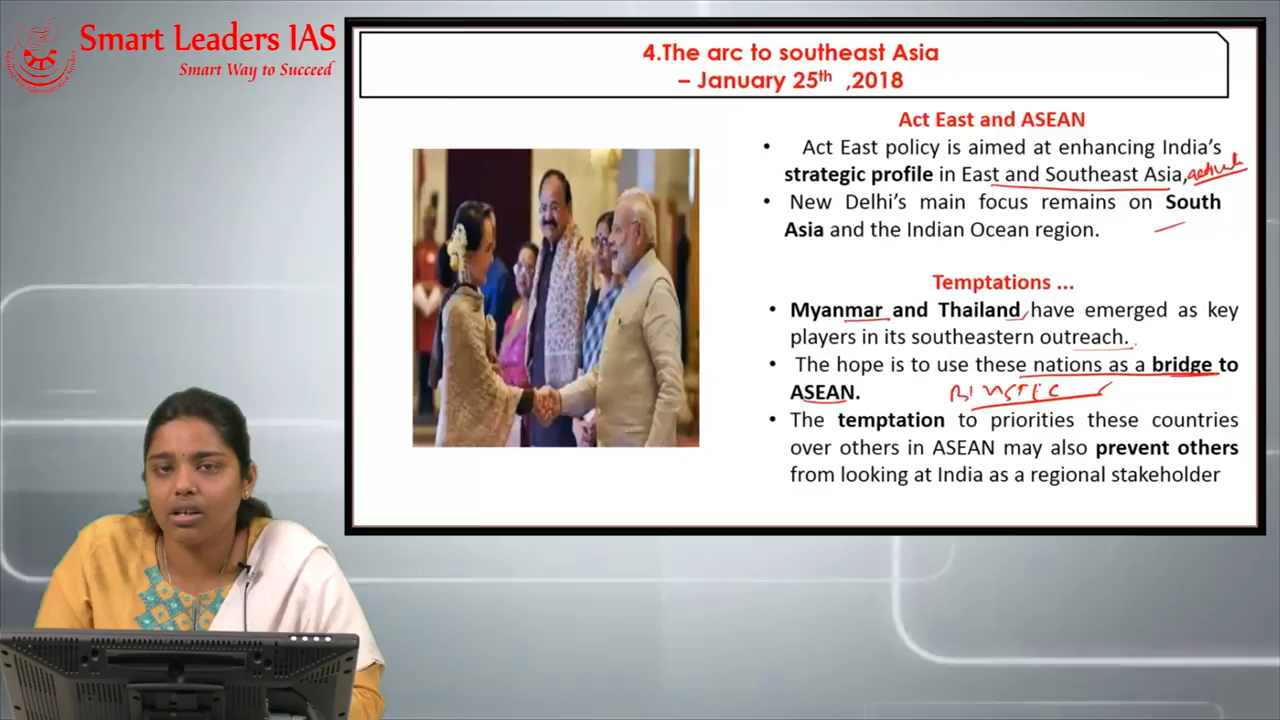 Smart Leaders IAS
Smart Way to Succeed
4.The arc to southeast Asia
– January 25th ,2018
Act East and ASEAN
• Act East policy is aimed at enhancing India’s
strategic profile in East and Southeast Asia,
• New Delhi’s main focus remains on South
Asia and the Indian Ocean region.
Temptations ...
• Myanmar and Thailand have emerged as key
players in its southeastern outreach.
• The hope is to use these nations as a bridge to
ASEAN.
BIMSTEC
• The temptation to priorities these countries
over others in ASEAN may also prevent others
from looking at India as a regional stakeholder